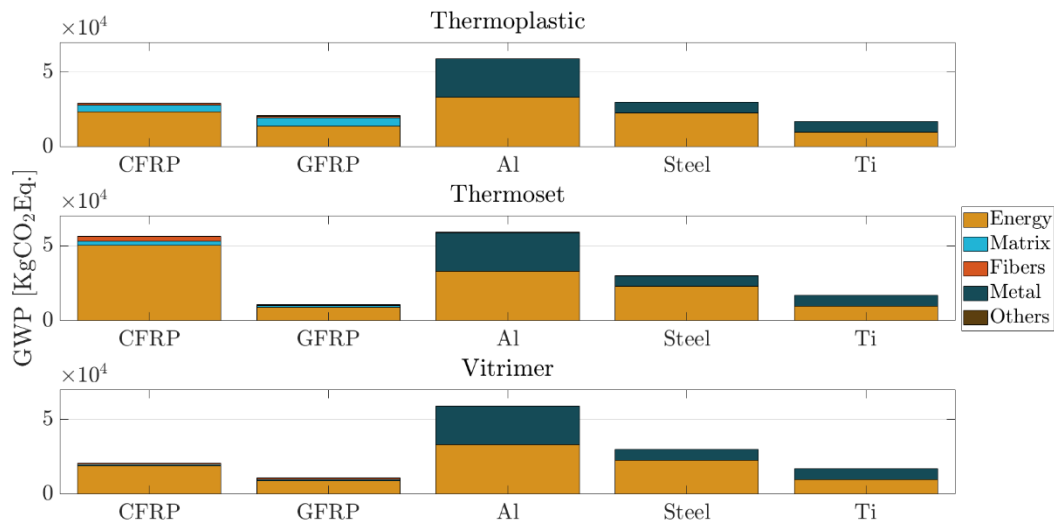 Thermoplastic
×10⁴
5
0
CFRP GFRP Al Steel Ti
Thermoset
×10⁴
5
0
CFRP GFRP Al Steel Ti
Vitrimer
×10⁴
5
0
CFRP GFRP Al Steel Ti
GWP [KgCO₂Eq.]
Energy
Matrix
Fibers
Metal
Others